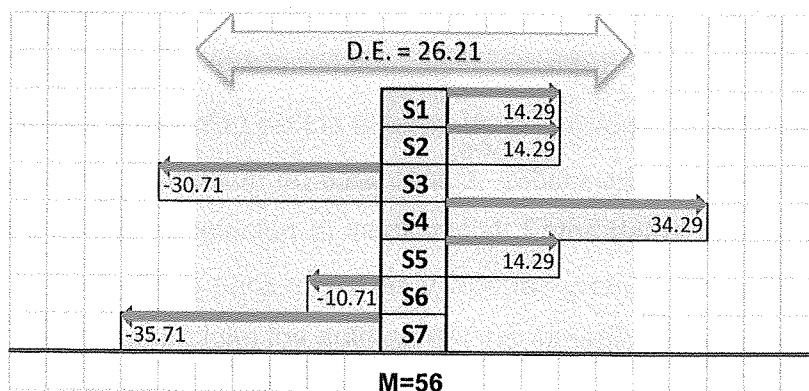 D.E. = 26.21
S1 14.29
S2 14.29
-30.71 S3
S4 34.29
S5 14.29
-10.71 S6
-35.71 S7
M=56